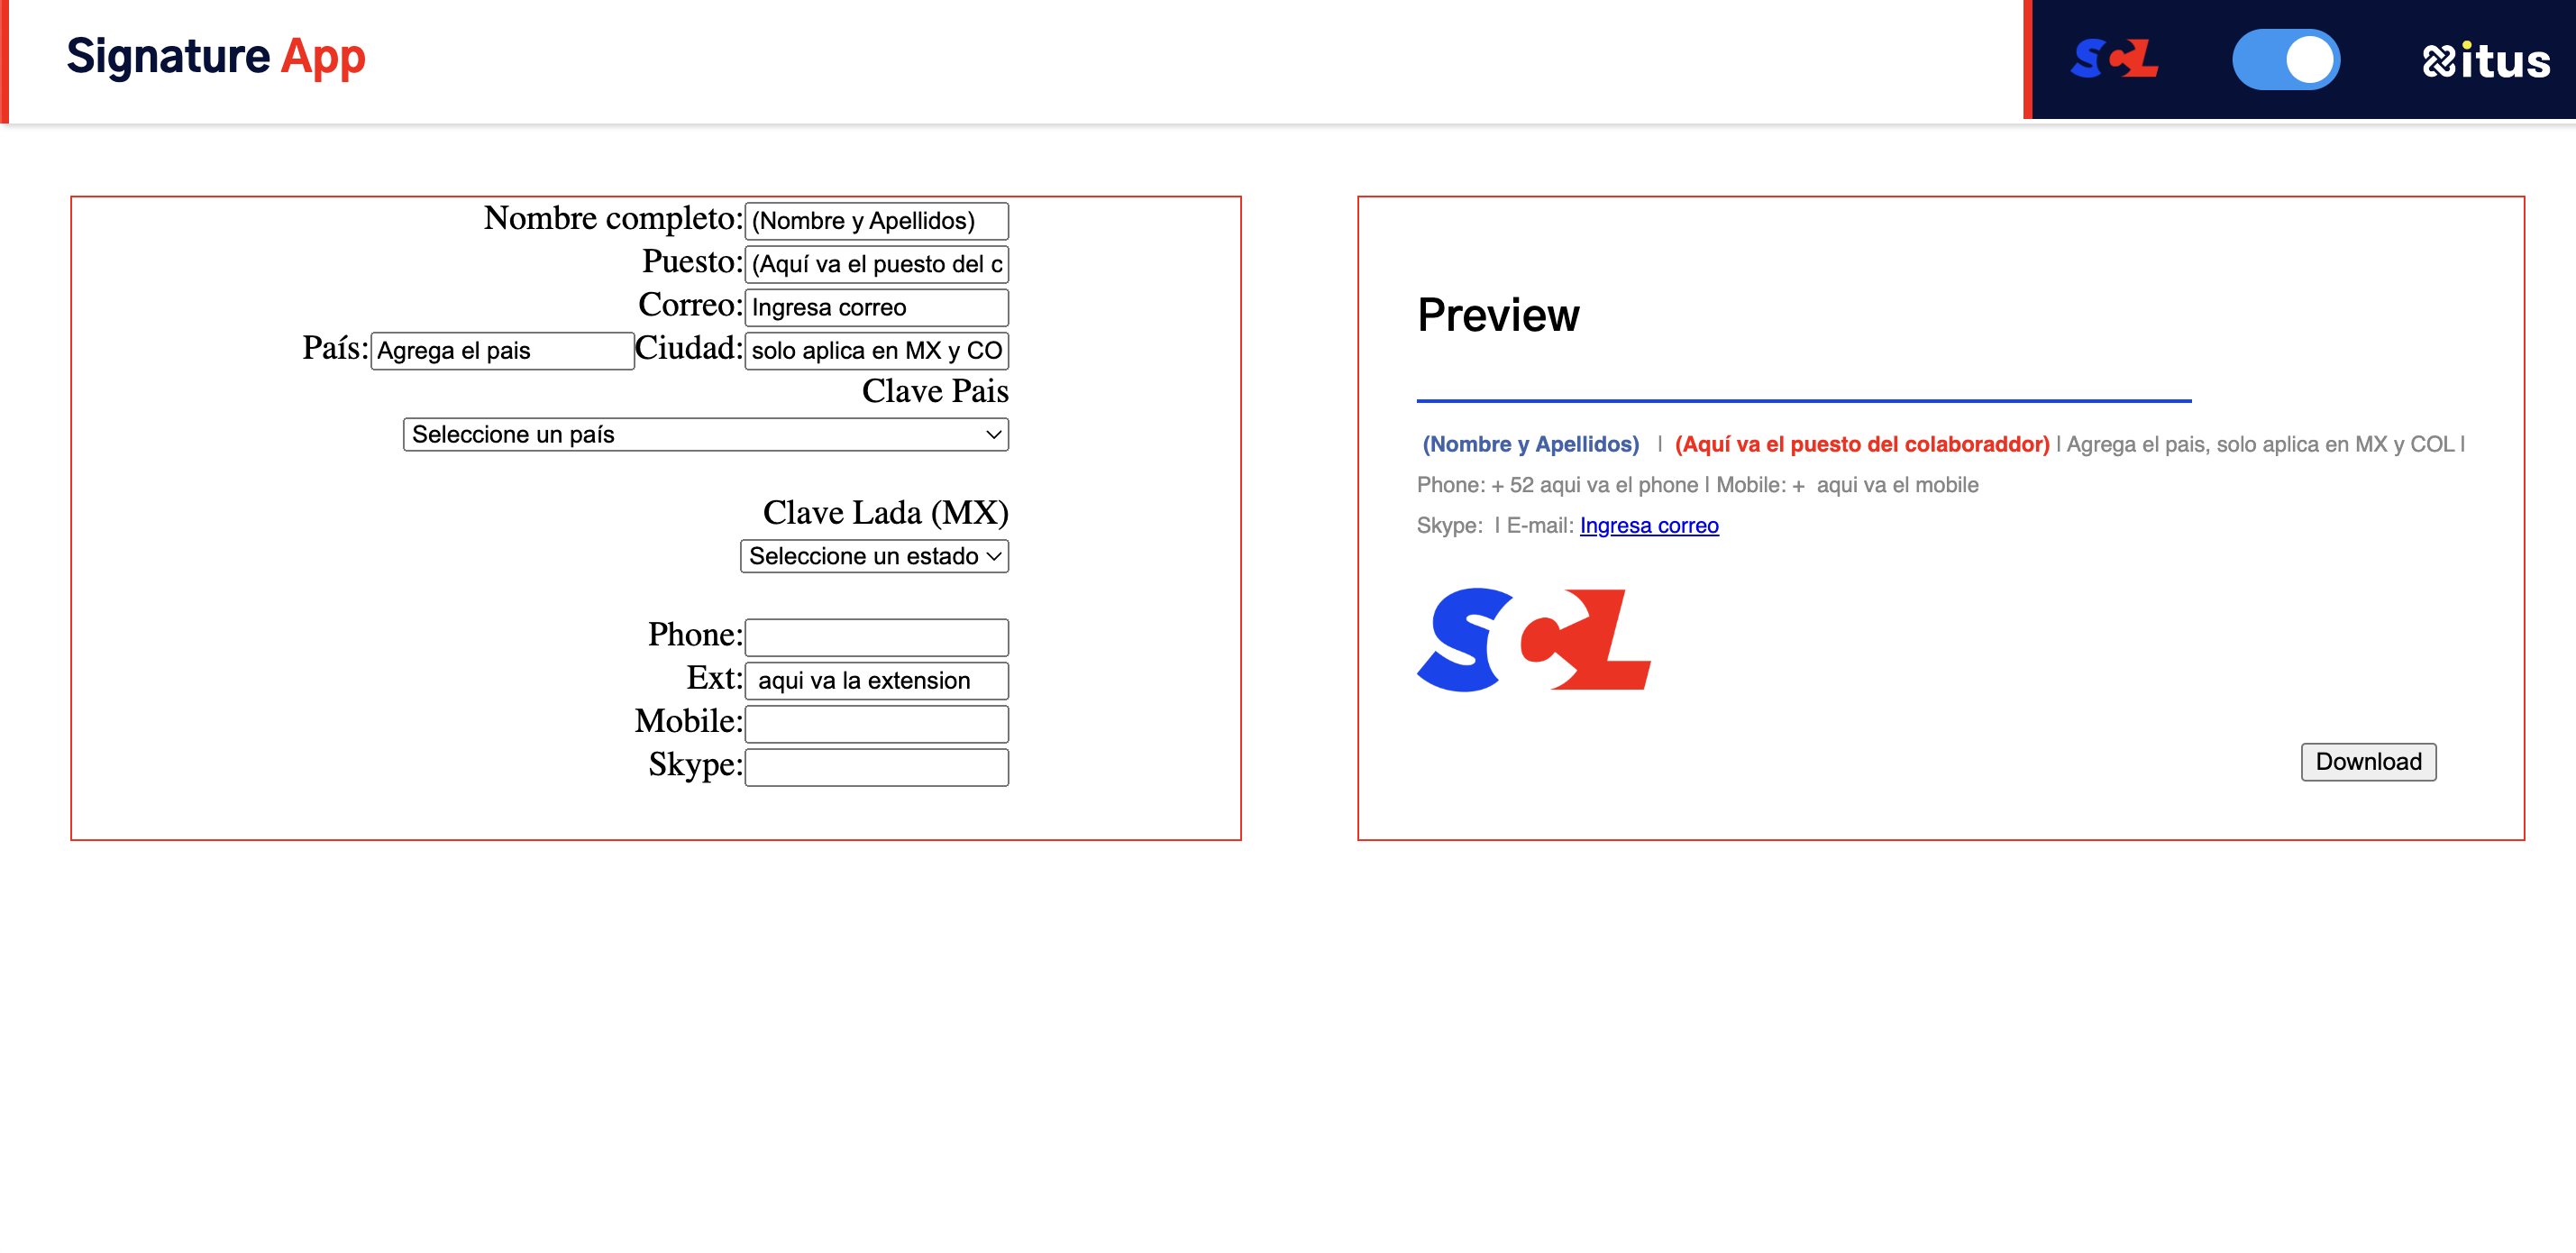 Signature App
SCL
itus
Nombre completo: (Nombre y Apellidos)
Puesto: (Aquí va el puesto del c
Correo: Ingresa correo
País: Agrega el pais Ciudad: solo aplica en MX y CO
Clave Pais
Seleccione un país
Clave Lada (MX)
Seleccione un estado
Phone:
Ext: aqui va la extension
Mobile:
Skype:
Preview
(Nombre y Apellidos) | (Aquí va el puesto del colaboraddor) | Agrega el pais, solo aplica en MX y COL |
Phone: + 52 aqui va el phone | Mobile: + aqui va el mobile
Skype: | E-mail: Ingresa correo
SCL
Download